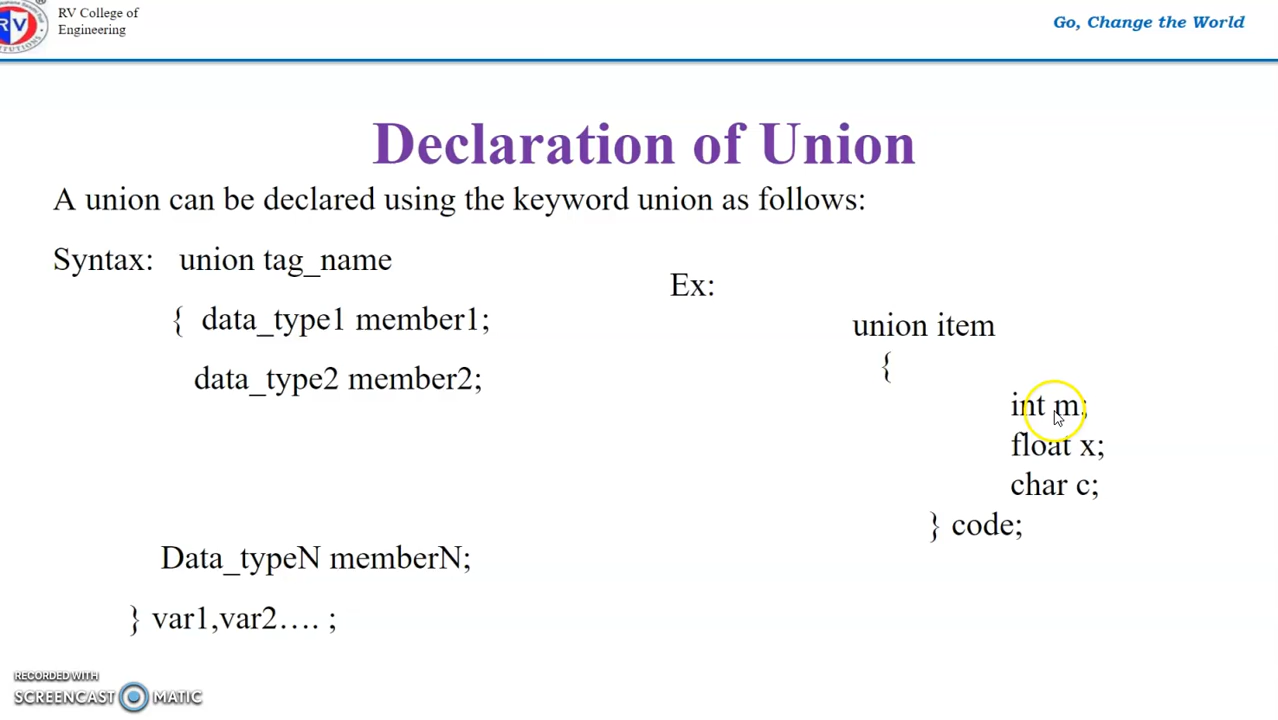 RV College of
Engineering
Go, Change the World
RV
Declaration of Union
A union can be declared using the keyword union as follows:
Syntax: union tag_name
{ data_type1 member1;
data_type2 member2;
Data_typeN memberN;
} var1,var2…. ;
Ex:
union item
{
int m;
float x;
char c;
} code;
RECORDED WITH
SCREENCAST MATIC